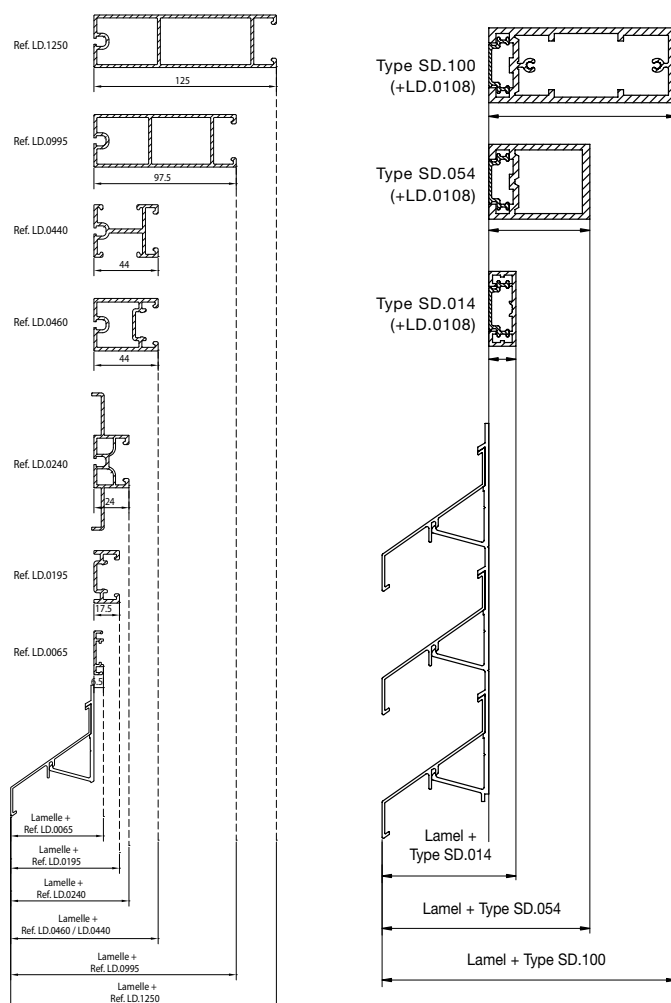 Ref. LD.1250
125
Ref. LD.0995
97.5
Ref. LD.0440
44
Ref. LD.0460
44
Ref. LD.0240
24
Ref. LD.0195
17.5
Ref. LD.0065
6.5
Lamelle +
Ref. LD.0065
Lamelle +
Ref. LD.0195
Lamelle +
Ref. LD.0240
Lamelle +
Ref. LD.0460 / LD.0440
Lamelle +
Ref. LD.0995
Lamelle +
Ref. LD.1250
Type SD.100
(+LD.0108)
Type SD.054
(+LD.0108)
Type SD.014
(+LD.0108)
Lamel +
Type SD.014
Lamel + Type SD.054
Lamel + Type SD.100